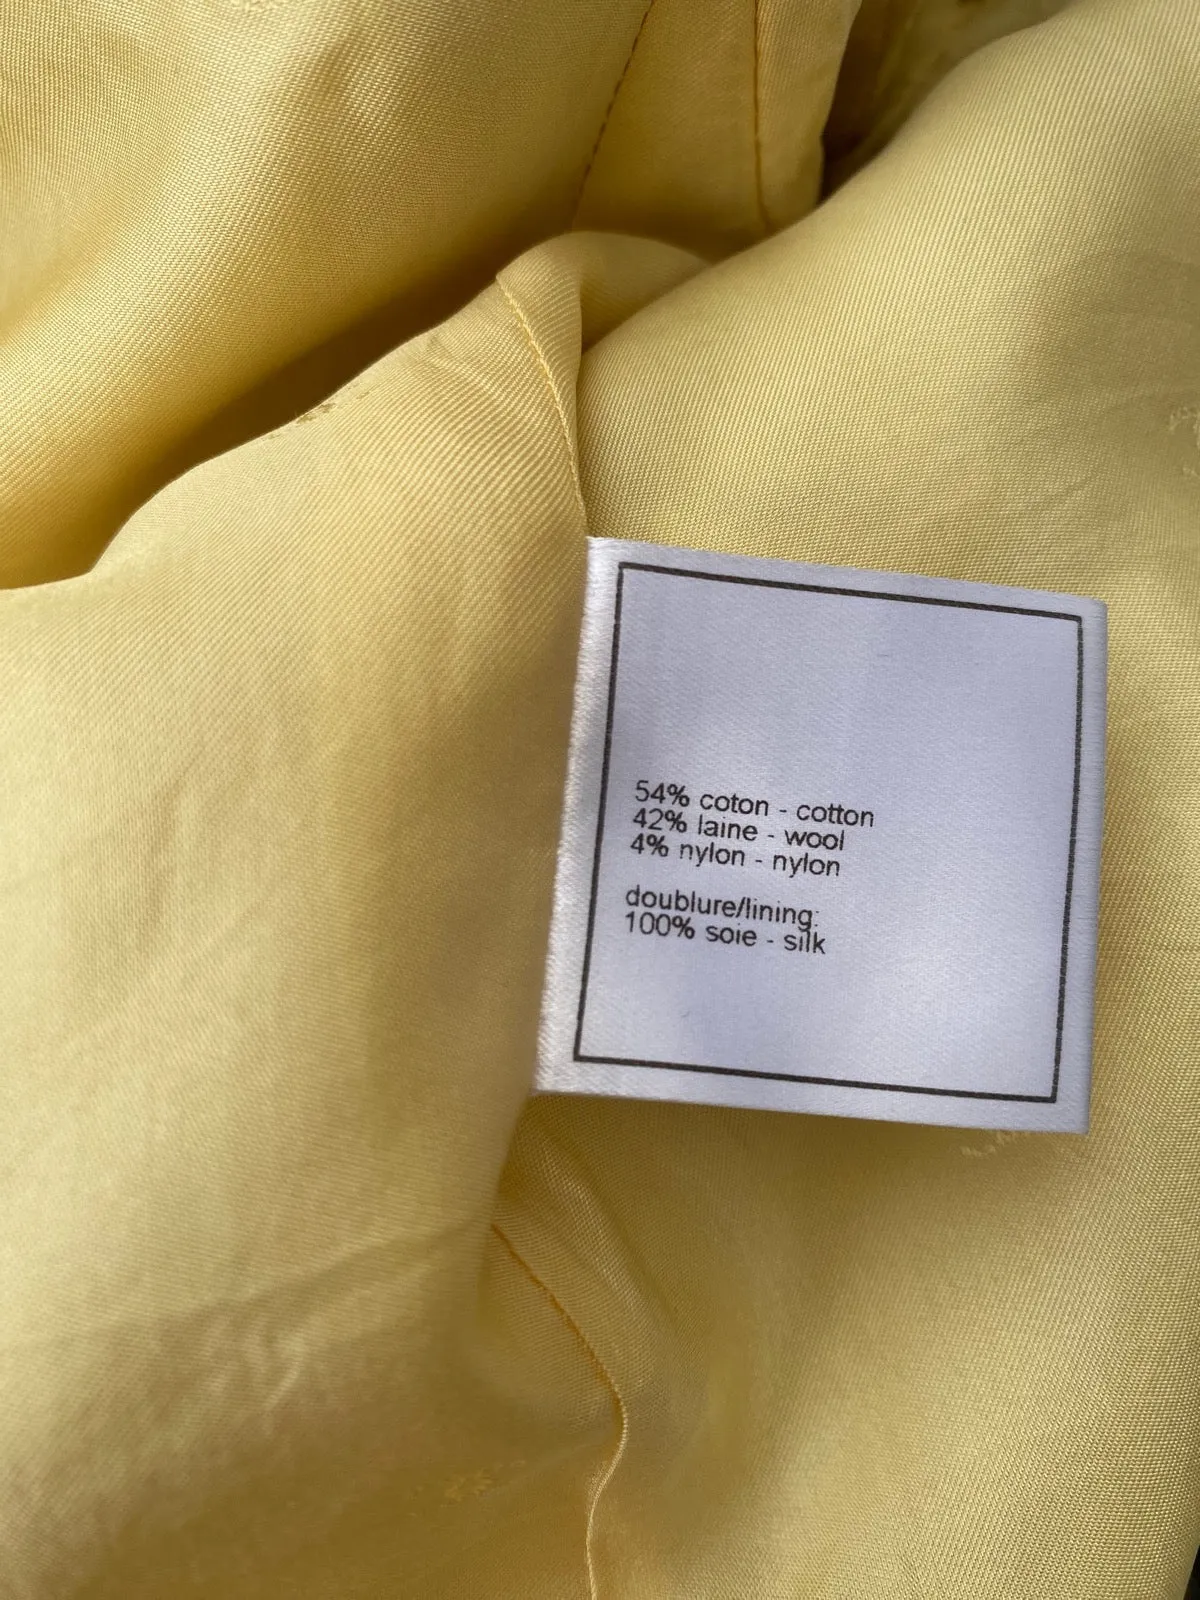 54% coton - cotton
42% laine - wool
4% nylon - nylon
doublure/lining:
100% soie - silk